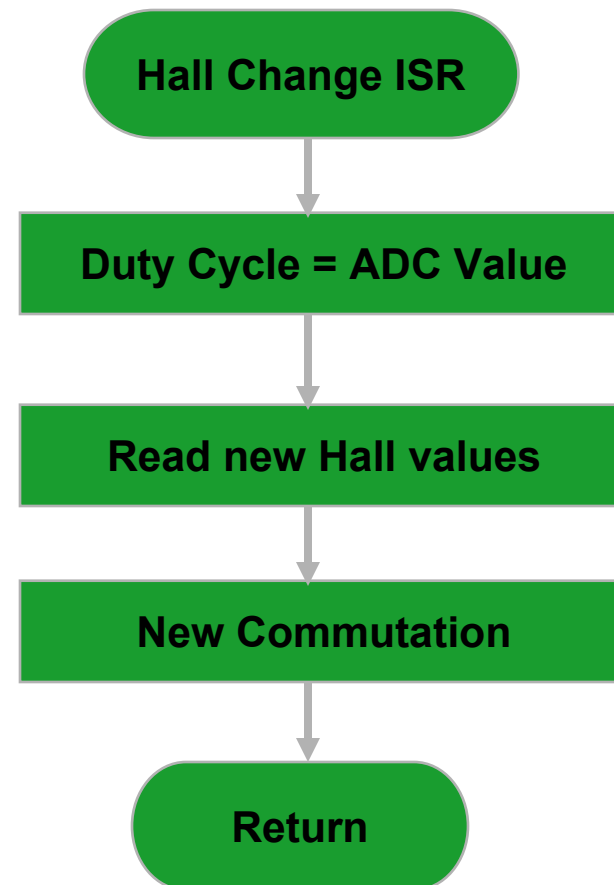 Hall Change ISR
Duty Cycle = ADC Value
Read new Hall values
New Commutation
Return